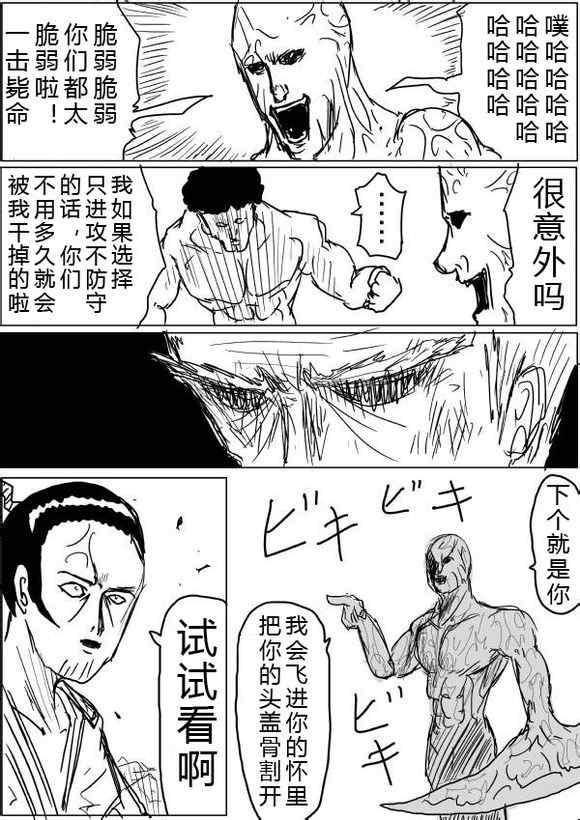 噗哈哈哈哈
哈哈哈哈
哈哈哈哈
脆弱脆弱
你们都太
脆弱啦！
一击毙命
很意外吗
……
我如果选择
只进攻不防守
的话，你们
不用多久就会
被我干掉的啦
下个就是你
ビキ
ビキ
ビキ
我会飞进你的怀里
把你的头盖骨割开
试试看啊